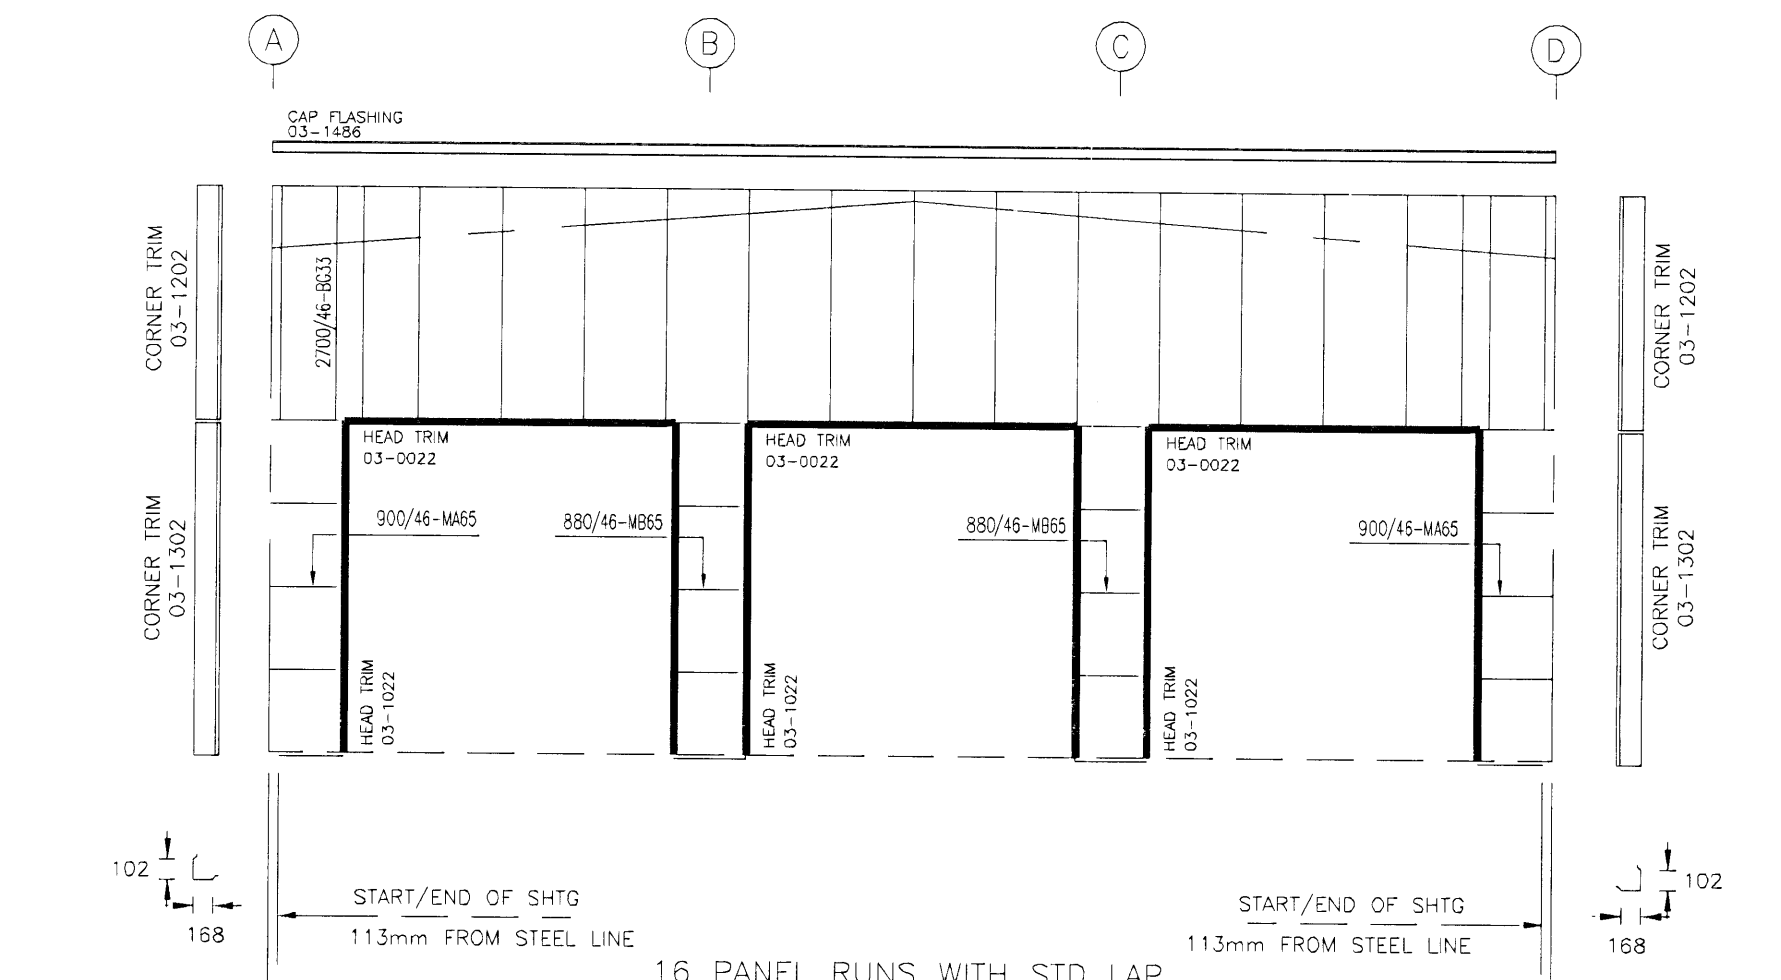 A
B
C
D
CAP FLASHING
03-1486
CORNER TRIM
03-1202
2700/46-BG33
CORNER TRIM
03-1202
HEAD TRIM
03-0022
HEAD TRIM
03-0022
HEAD TRIM
03-0022
CORNER TRIM
03-1302
900/46-MA65
880/46-MB65
880/46-MB65
900/46-MA65
CORNER TRIM
03-1302
HEAD TRIM
03-1022
HEAD TRIM
03-1022
HEAD TRIM
03-1022
102
168
START/END OF SHTG
113mm FROM STEEL LINE
START/END OF SHTG
113mm FROM STEEL LINE
102
168
16 PANEL RUNS WITH STD LAP